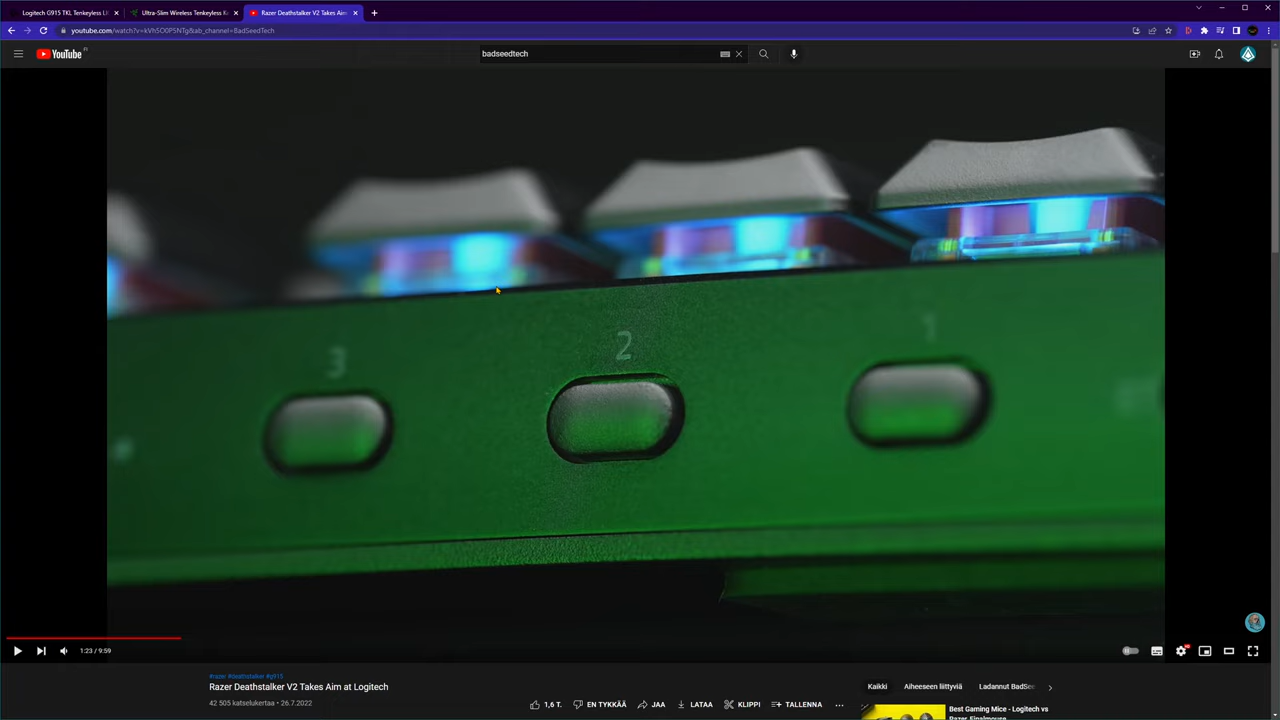 Logitech G915 TKL Tenkeyless LI
Ultra-Slim Wireless Tenkeyless K
Razer Deathstalker V2 Takes Aim
youtube.com/watch?v=kVh5O0P5NTg&ab_channel=BadSeedTech
YouTube FI
badseedtech
3
2
1
1:23 / 9:59
#razer #deathstalker #g915
Razer Deathstalker V2 Takes Aim at Logitech
42 505 katselukertaa • 26.7.2022
1,6 T.
EN TYKKÄÄ
JAA
LATAA
KLIPPI
TALLENNA
Kaikki
Aiheeseen liittyviä
Ladannut BadSe
Best Gaming Mice - Logitech vs
Razer, Finalmouse